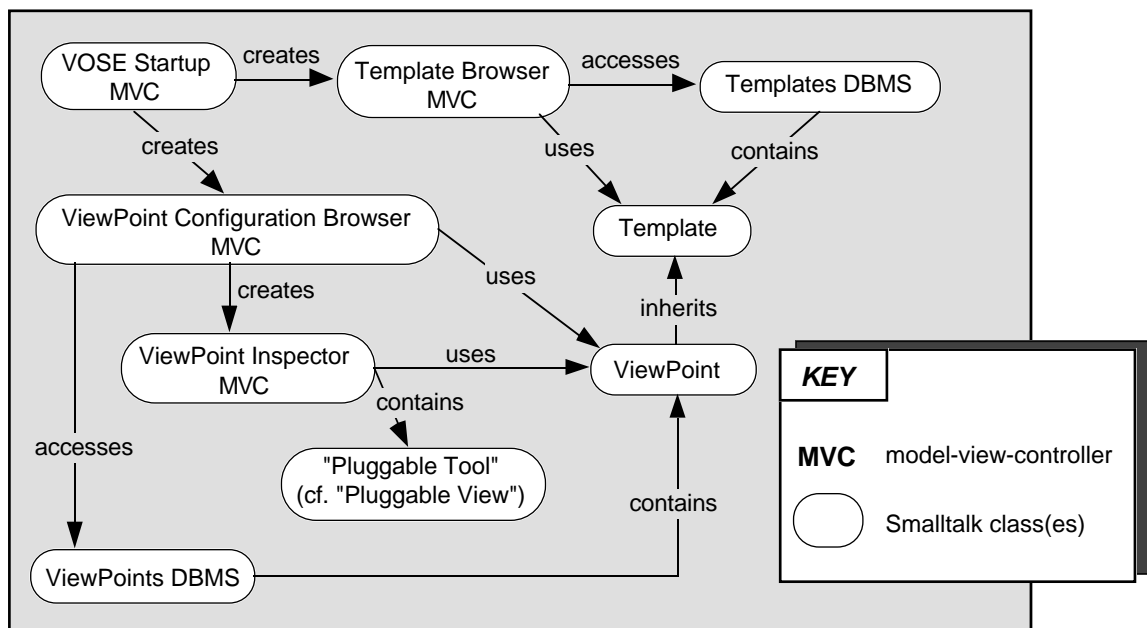 VOSE Startup
MVC
creates
Template Browser
MVC
accesses
Templates DBMS
creates
uses
contains
ViewPoint Configuration Browser
MVC
Template
uses
creates
inherits
ViewPoint Inspector
MVC
uses
ViewPoint
contains
accesses
"Pluggable Tool"
(cf. "Pluggable View")
contains
ViewPoints DBMS
KEY
MVC model-view-controller
Smalltalk class(es)